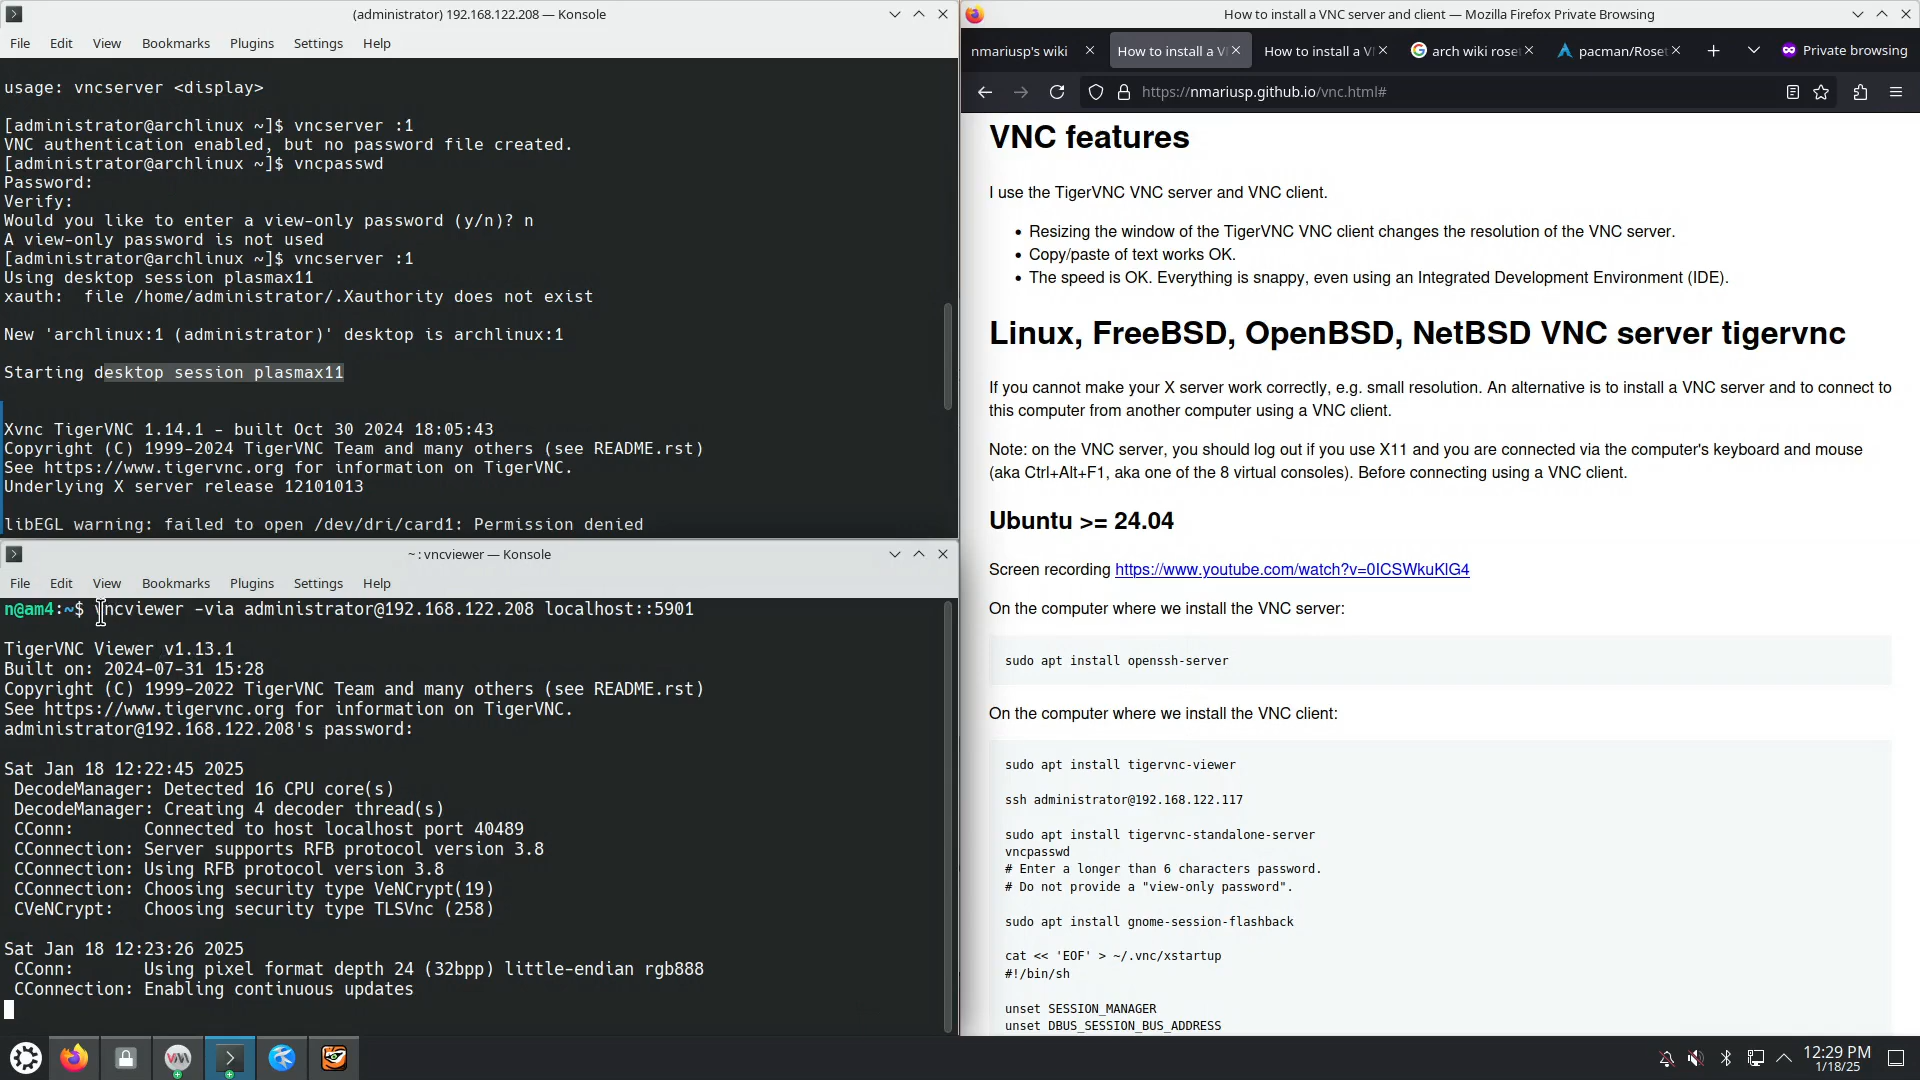 (administrator) 192.168.122.208 — Konsole
File Edit View Bookmarks Plugins Settings Help
usage: vncserver <display>
[administrator@archlinux ~]$ vncserver :1
VNC authentication enabled, but no password file created.
[administrator@archlinux ~]$ vncpasswd
Password:
Verify:
Would you like to enter a view-only password (y/n)? n
A view-only password is not used
[administrator@archlinux ~]$ vncserver :1
Using desktop session plasmax11
xauth:  file /home/administrator/.Xauthority does not exist
New 'archlinux:1 (administrator)' desktop is archlinux:1
Starting desktop session plasmax11
Xvnc TigerVNC 1.14.1 - built Oct 30 2024 18:05:43
Copyright (C) 1999-2024 TigerVNC Team and many others (see README.rst)
See https://www.tigervnc.org for information on TigerVNC.
Underlying X server release 12101013
libEGL warning: failed to open /dev/dri/card1: Permission denied
~ : vncviewer — Konsole
File Edit View Bookmarks Plugins Settings Help
n@am4:~$ vncviewer -via administrator@192.168.122.208 localhost::5901
TigerVNC Viewer v1.13.1
Built on: 2024-07-31 15:28
Copyright (C) 1999-2022 TigerVNC Team and many others (see README.rst)
See https://www.tigervnc.org for information on TigerVNC.
administrator@192.168.122.208's password:
Sat Jan 18 12:22:45 2025
DecodeManager: Detected 16 CPU core(s)
DecodeManager: Creating 4 decoder thread(s)
CConn:       Connected to host localhost port 40489
CConnection: Server supports RFB protocol version 3.8
CConnection: Using RFB protocol version 3.8
CConnection: Choosing security type VeNCrypt(19)
CVeNCrypt:   Choosing security type TLSVnc (258)
Sat Jan 18 12:23:26 2025
CConn:       Using pixel format depth 24 (32bpp) little-endian rgb888
CConnection: Enabling continuous updates
How to install a VNC server and client — Mozilla Firefox Private Browsing
nmariusp's wiki How to install a V How to install a V arch wiki rose pacman/Roset Private browsing
https://nmariusp.github.io/vnc.html#
VNC features
I use the TigerVNC VNC server and VNC client.
• Resizing the window of the TigerVNC VNC client changes the resolution of the VNC server.
• Copy/paste of text works OK.
• The speed is OK. Everything is snappy, even using an Integrated Development Environment (IDE).
Linux, FreeBSD, OpenBSD, NetBSD VNC server tigervnc
If you cannot make your X server work correctly, e.g. small resolution. An alternative is to install a VNC server and to connect to
this computer from another computer using a VNC client.
Note: on the VNC server, you should log out if you use X11 and you are connected via the computer's keyboard and mouse
(aka Ctrl+Alt+F1, aka one of the 8 virtual consoles). Before connecting using a VNC client.
Ubuntu >= 24.04
Screen recording https://www.youtube.com/watch?v=0ICSWkuKlG4
On the computer where we install the VNC server:
sudo apt install openssh-server
On the computer where we install the VNC client:
sudo apt install tigervnc-viewer
ssh administrator@192.168.122.117
sudo apt install tigervnc-standalone-server
vncpasswd
# Enter a longer than 6 characters password.
# Do not provide a "view-only password".
sudo apt install gnome-session-flashback
cat << 'EOF' > ~/.vnc/xstartup
#!/bin/sh
unset SESSION_MANAGER
unset DBUS_SESSION_BUS_ADDRESS
12:29 PM
1/18/25